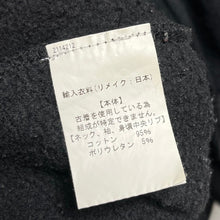 2114212
輸入衣料(リメイク:日本)
【本体】
古着を使用している為
組成が特定できません。
【ネック、袖、身頃中央リブ】
コットン 95%
ポリウレタン 5%